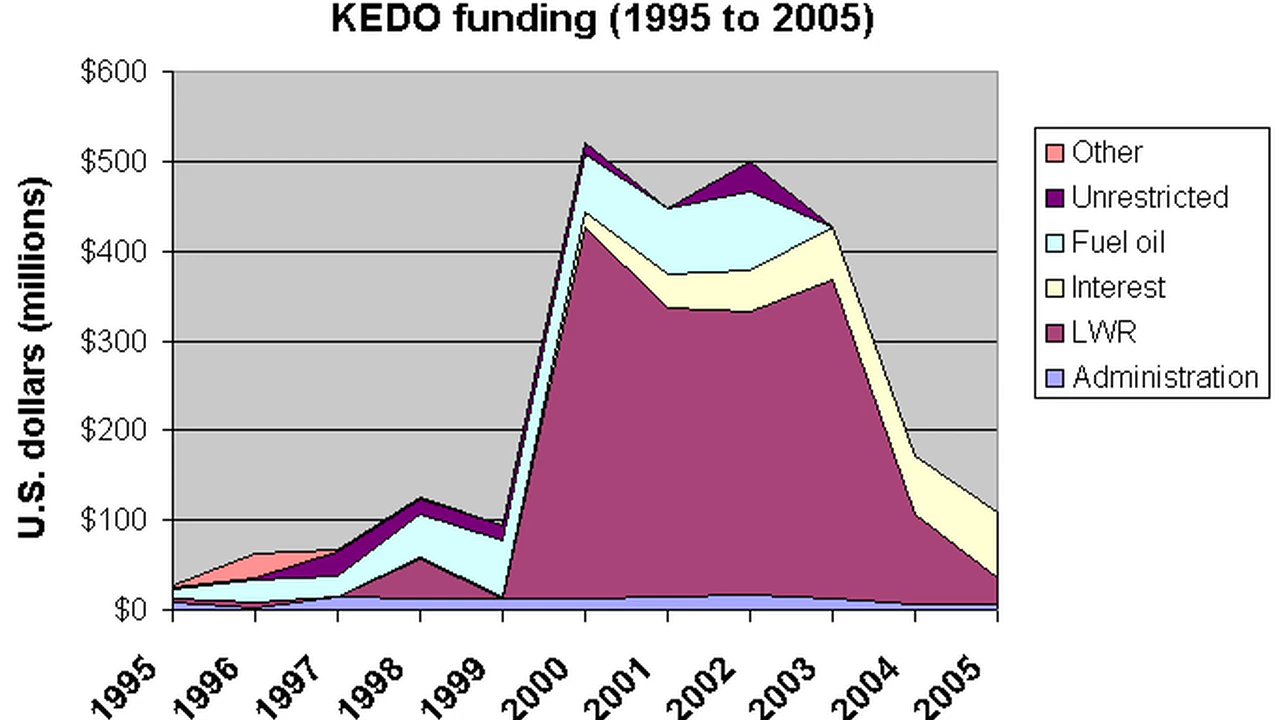 KEDO funding (1995 to 2005)
U.S. dollars (millions)
$600
$500
$400
$300
$200
$100
$0
1995
1996
1997
1998
1999
2000
2001
2002
2003
2004
2005
Other
Unrestricted
Fuel oil
Interest
LWR
Administration